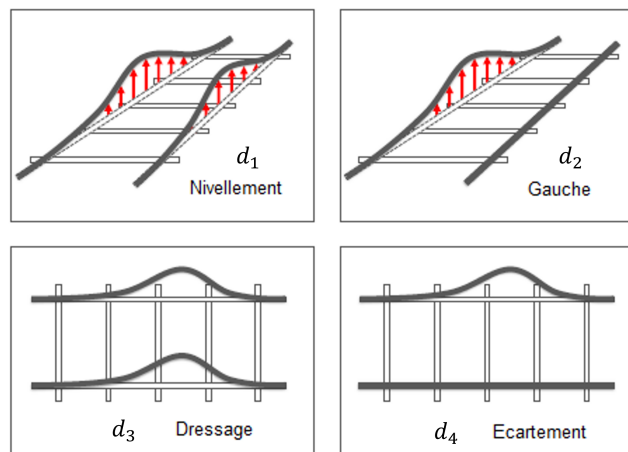 d₁
Nivellement
d₂
Gauche
d₃ Dressage
d₄ Ecartement